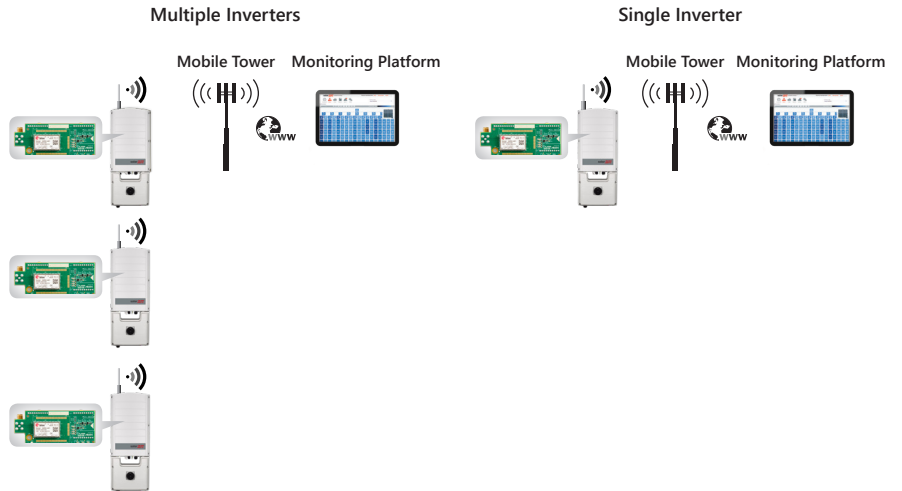 Multiple Inverters
Single Inverter
Mobile Tower
Monitoring Platform
www
Mobile Tower
Monitoring Platform
www